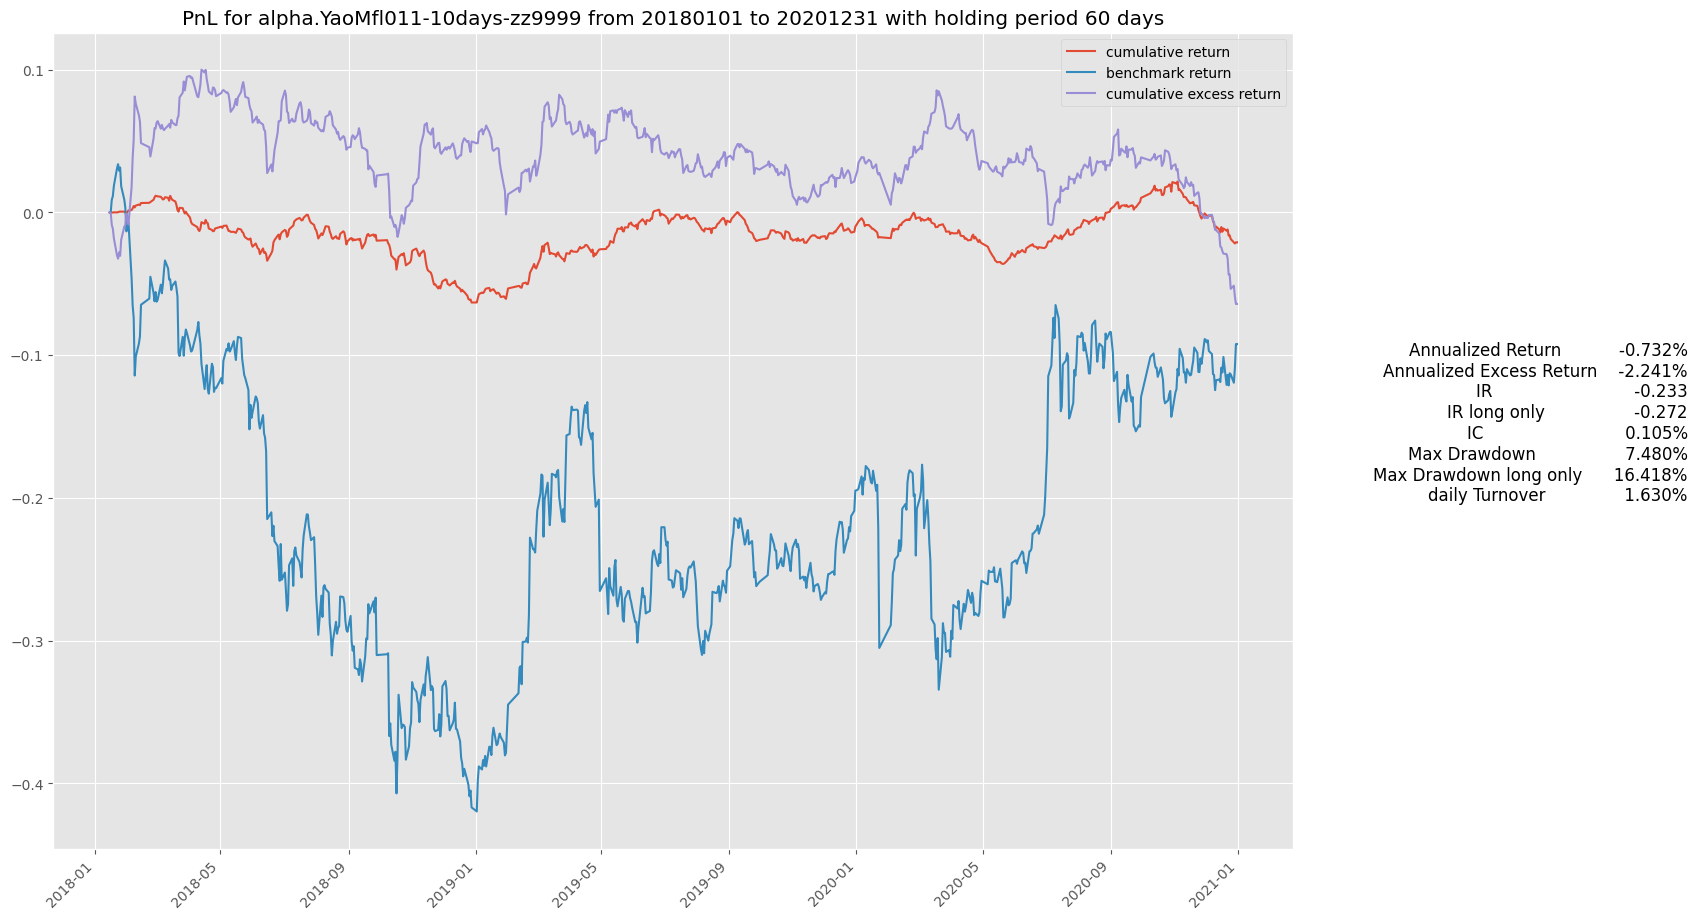 PnL for alpha.YaoMfl011-10days-zz9999 from 20180101 to 20201231 with holding period 60 days
cumulative return
benchmark return
cumulative excess return
0.1
0.0
−0.1
−0.2
−0.3
−0.4
2018-01
2018-05
2018-09
2019-01
2019-05
2019-09
2020-01
2020-05
2020-09
2021-01
Annualized Return -0.732%
Annualized Excess Return -2.241%
IR -0.233
IR long only -0.272
IC 0.105%
Max Drawdown 7.480%
Max Drawdown long only 16.418%
daily Turnover 1.630%